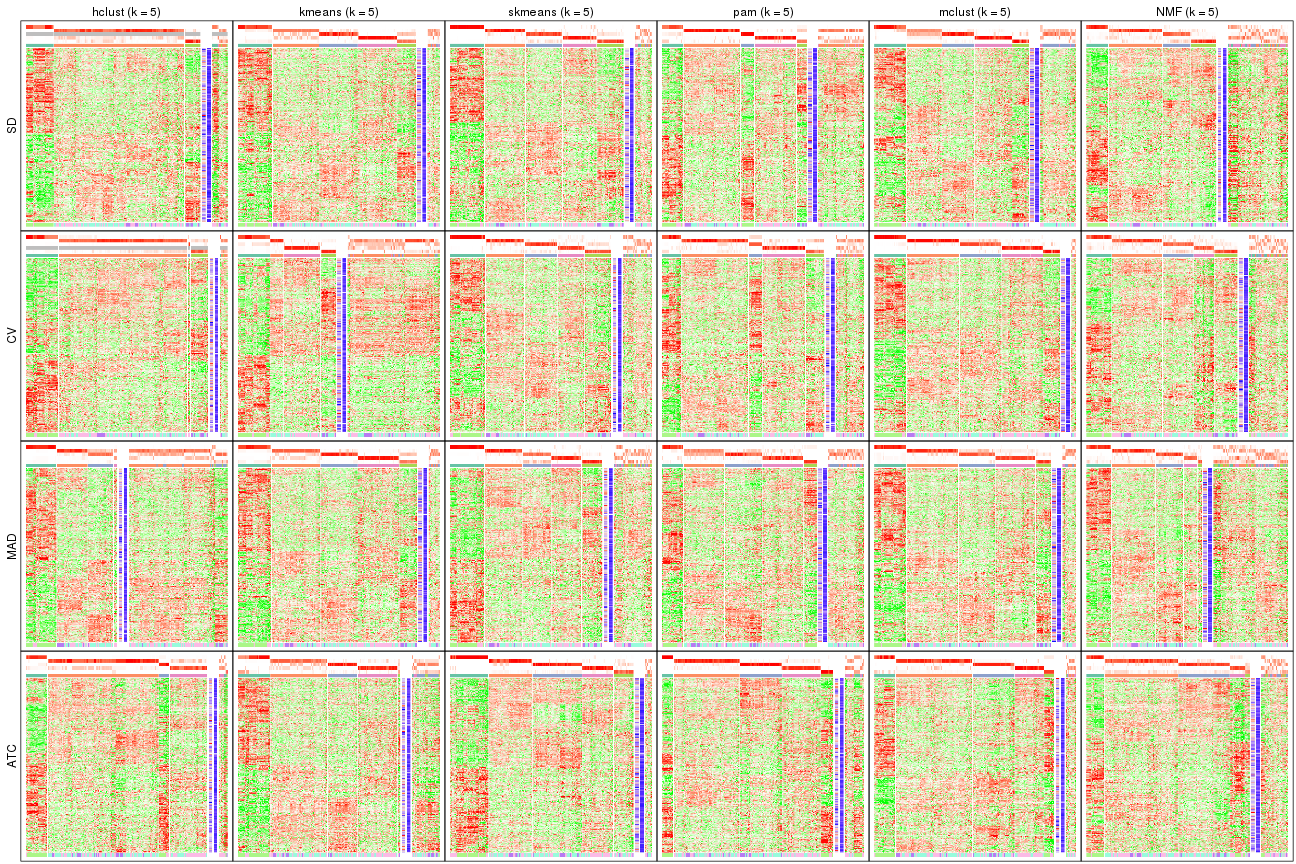 hclust (k = 5) kmeans (k = 5) skmeans (k = 5) pam (k = 5) mclust (k = 5) NMF (k = 5)
SD
CV
MAD
ATC